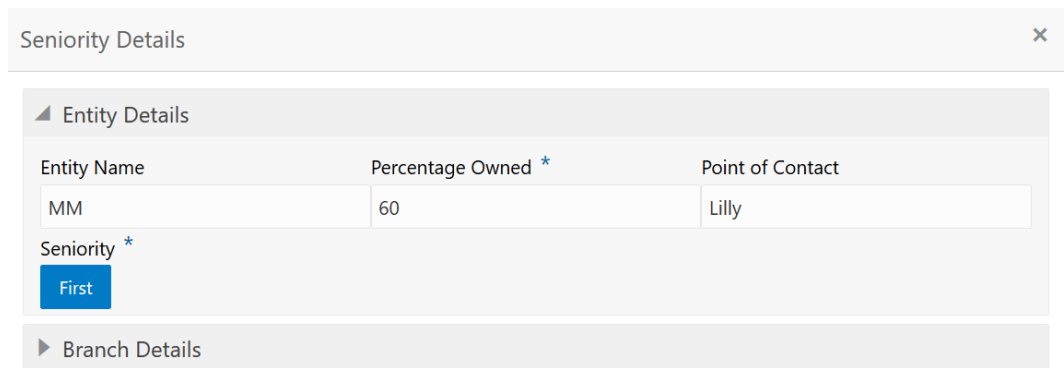 Seniority Details ×
Entity Details
Entity Name Percentage Owned * Point of Contact
MM 60 Lilly
Seniority *
First
Branch Details